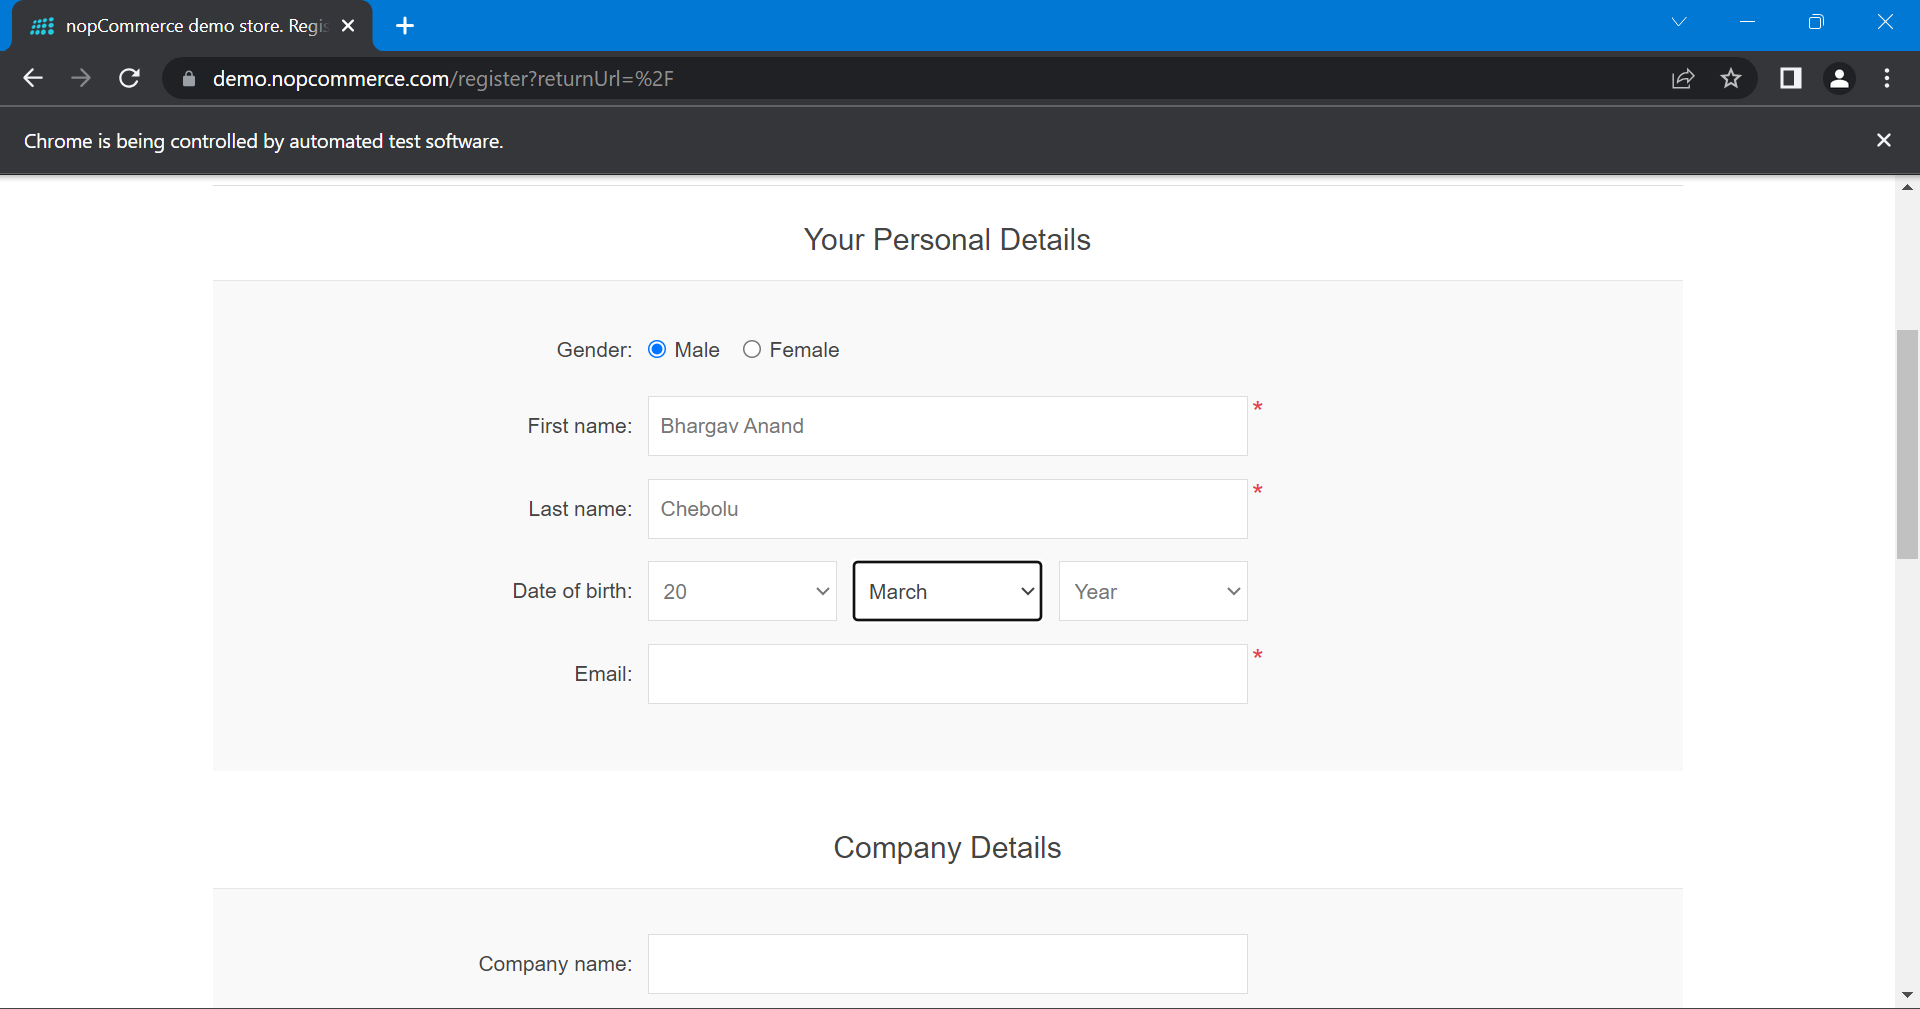 nopCommerce demo store. Regis
demo.nopcommerce.com/register?returnUrl=%2F
Chrome is being controlled by automated test software.
Your Personal Details
Gender: Male Female
First name: Bhargav Anand *
Last name: Chebolu *
Date of birth: 20 March Year
Email: *
Company Details
Company name: